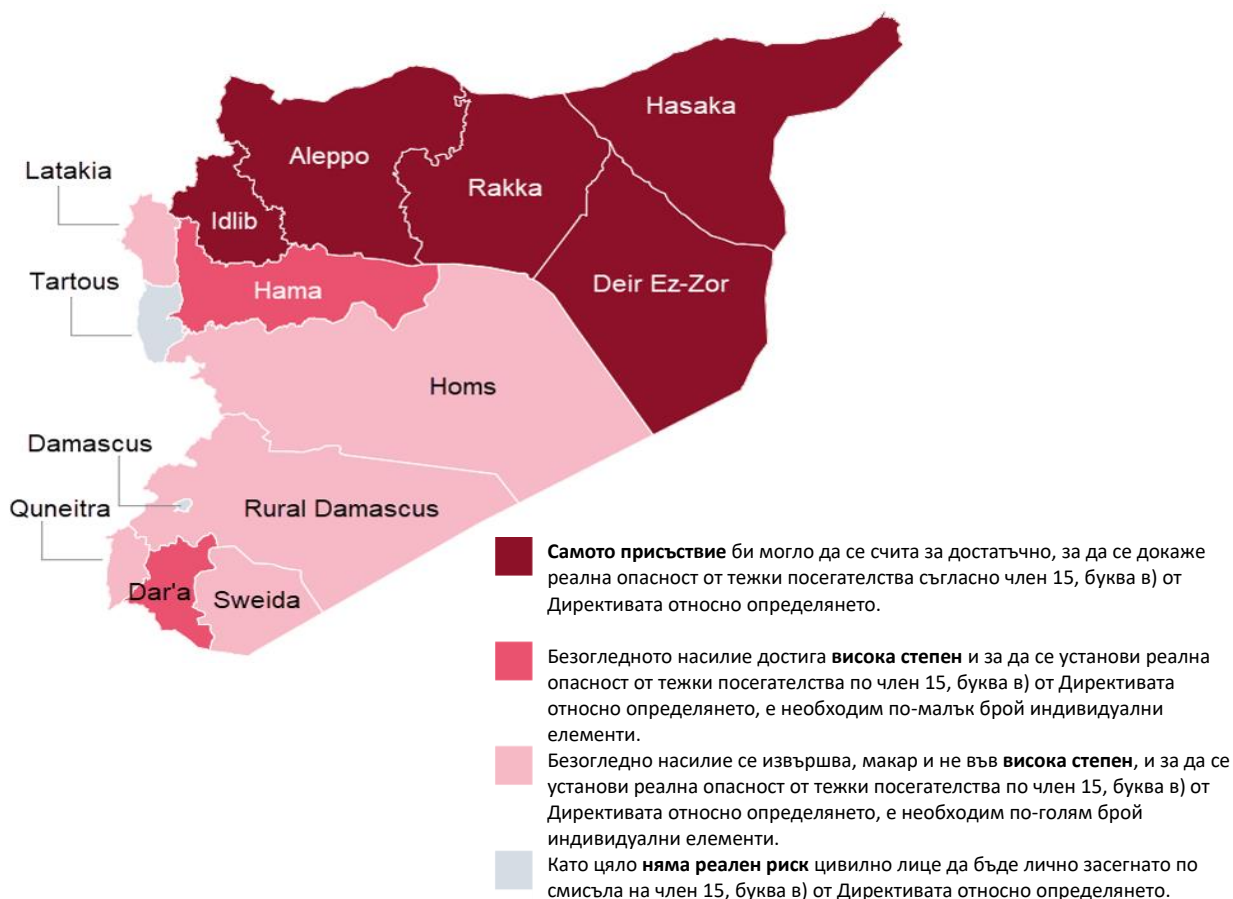 Hasaka
Aleppo
Latakia
Rakka
Idlib
Tartous
Hama
Deir Ez-Zor
Homs
Damascus
Quneitra
Rural Damascus
Dar'a
Sweida
Самото присъствие би могло да се счита за достатъчно, за да се докаже
реална опасност от тежки посегателства съгласно член 15, буква в) от
Директивата относно определянето.
Безогледното насилие достига висока степен и за да се установи реална
опасност от тежки посегателства по член 15, буква в) от Директивата
относно определянето, е необходим по-малък брой индивидуални
елементи.
Безогледно насилие се извършва, макар и не във висока степен, и за да се
установи реална опасност от тежки посегателства по член 15, буква в) от
Директивата относно определянето, е необходим по-голям брой
индивидуални елементи.
Като цяло няма реален риск цивилно лице да бъде лично засегнато по
смисъла на член 15, буква в) от Директивата относно определянето.